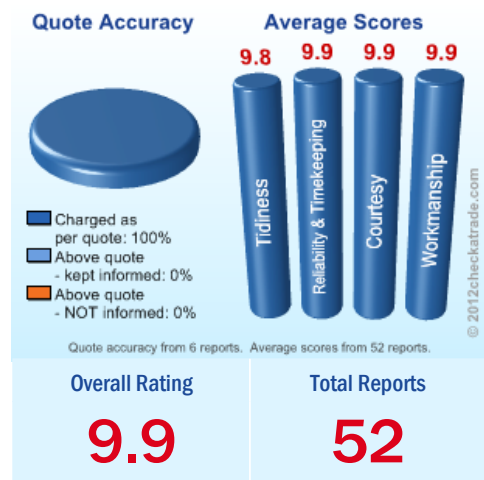 Quote Accuracy
Average Scores
9.8
9.9
9.9
9.9
Tidiness
Reliability & Timekeeping
Courtesy
Workmanship
Charged as
per quote: 100%
Above quote
- kept informed: 0%
Above quote
- NOT informed: 0%
© 2012checkatrade.com
Quote accuracy from 6 reports. Average scores from 52 reports.
Overall Rating
9.9
Total Reports
52